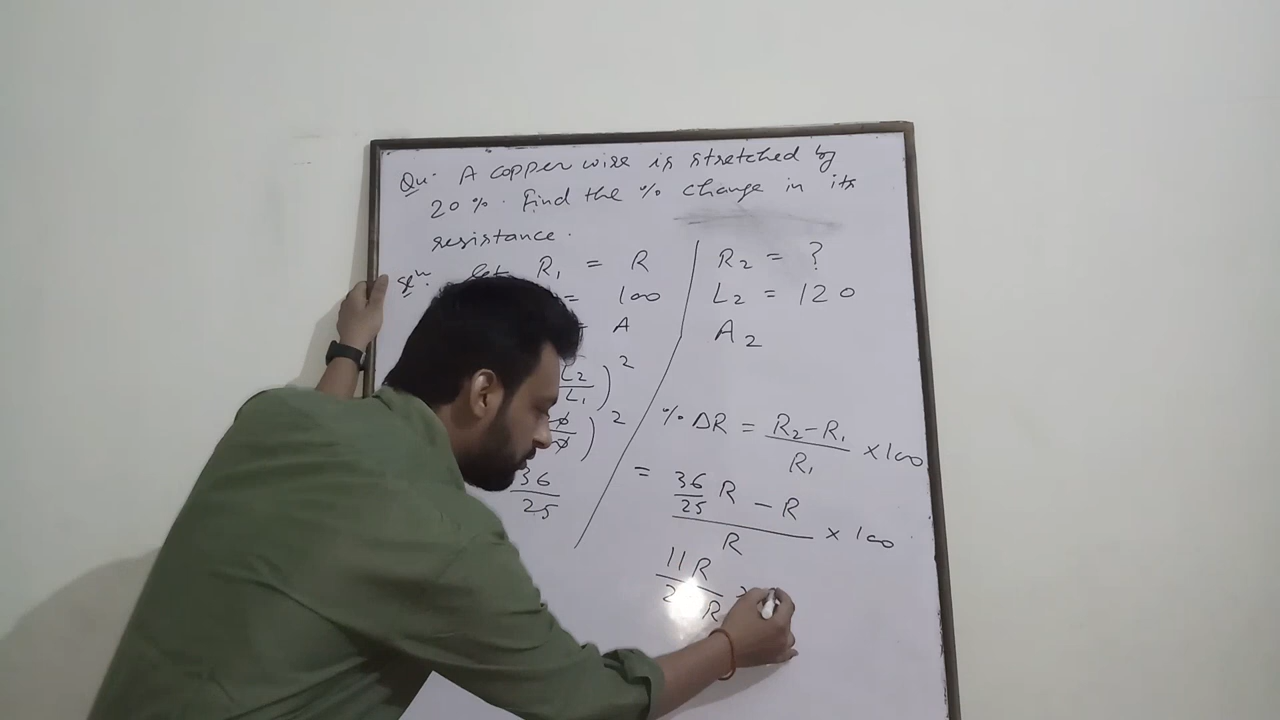 Qu: A copper wire is stretched by
20 %. Find the % change in its
resistance.
Solⁿ: let R₁ = R
= 100
A
L₂/L₁)²
)²
36/25
R₂ = ?
L₂ = 120
A₂
% ΔR = R₂-R₁/R₁ ×100
= 36/25 R - R/R × 100
11R
R